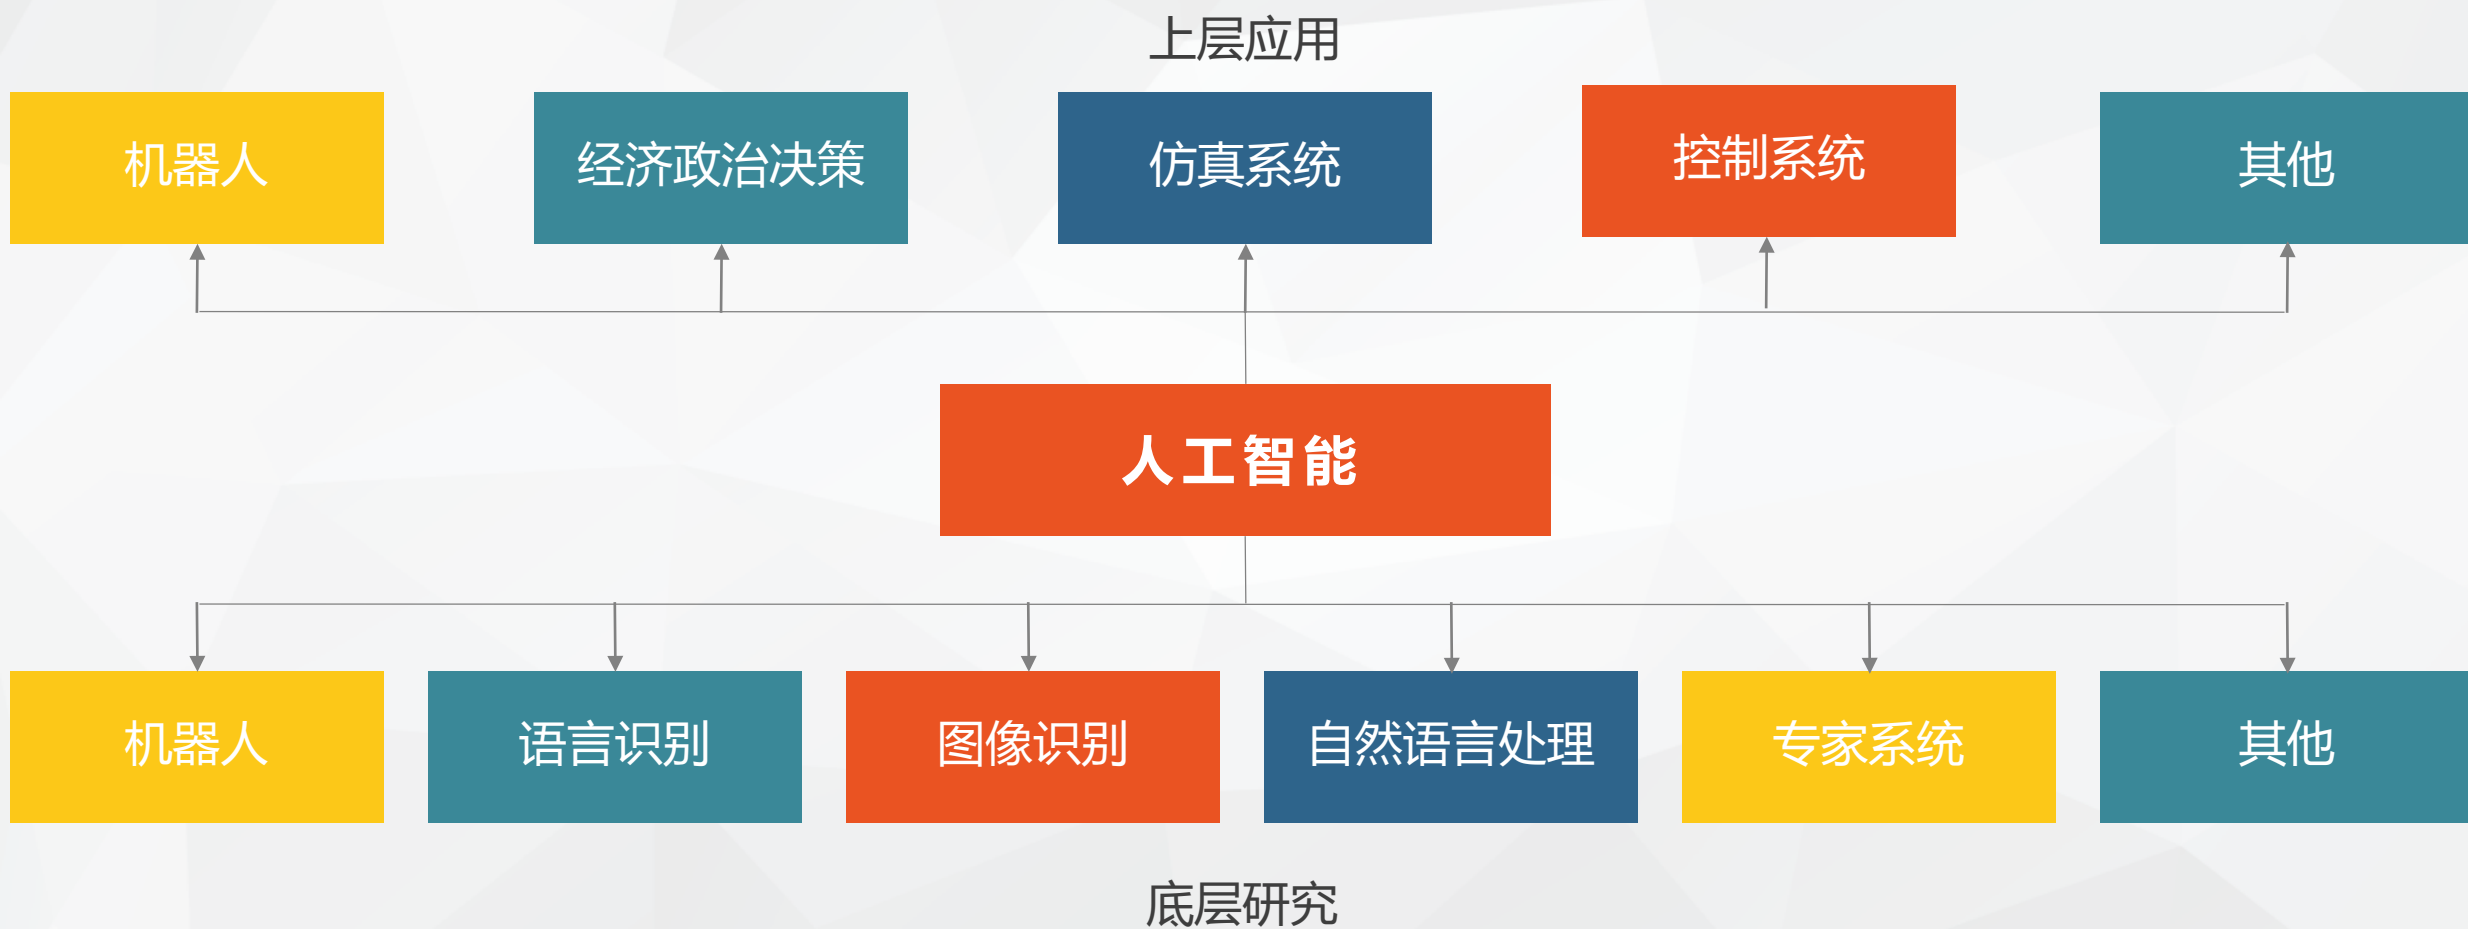 上层应用
机器人
经济政治决策
仿真系统
控制系统
其他
人工智能
机器人
语言识别
图像识别
自然语言处理
专家系统
其他
底层研究